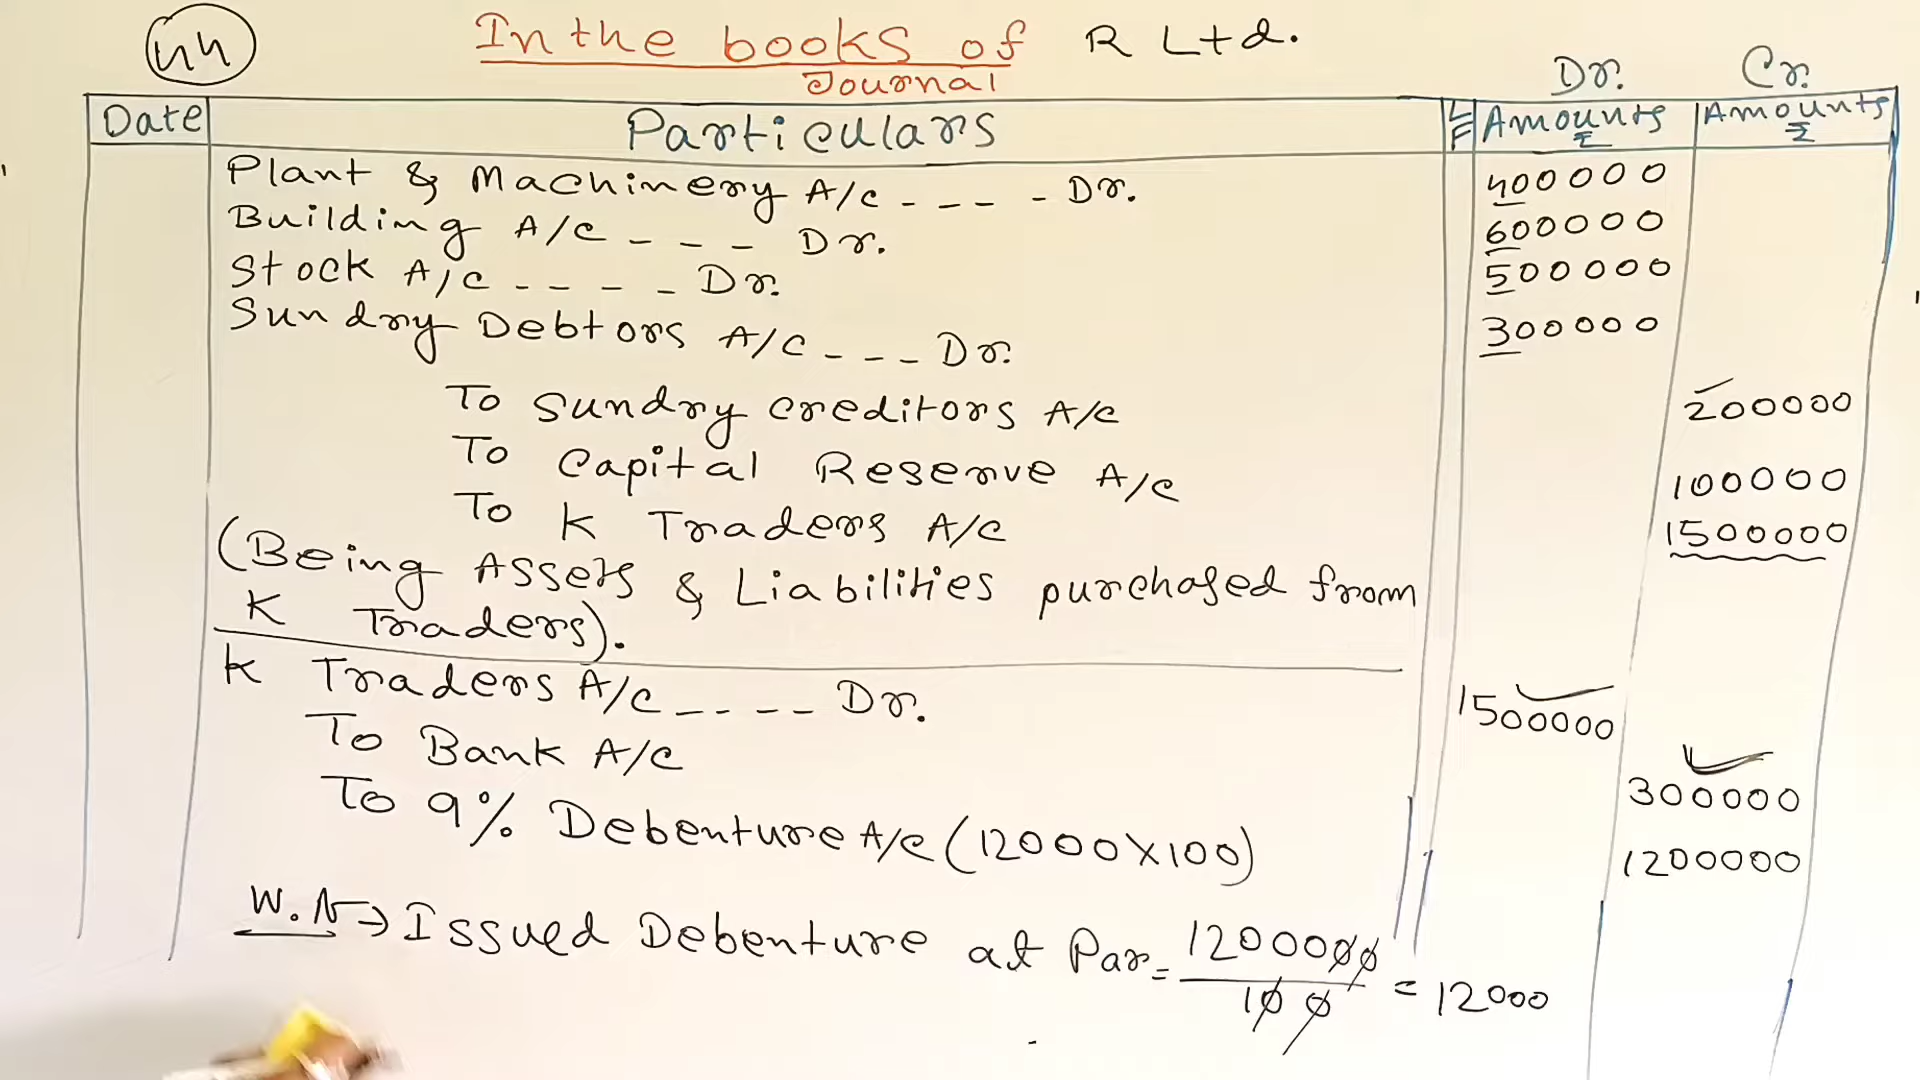 44
In the books of R Ltd.
Journal
Dr. Cr.
Date Particulars LF Amounts ₹ Amounts ₹
Plant & Machinery A/c ---- Dr. 400000
Building A/c --- Dr. 600000
Stock A/c ---- Dr. 500000
Sundry Debtors A/c --- Dr. 300000
To Sundry creditors A/c 200000
To Capital Reserve A/c 100000
To K Traders A/c 1500000
(Being Assets & Liabilities purchased from
K Traders).
K Traders A/c ---- Dr. 1500000
To Bank A/c 300000
To 9% Debenture A/c (12000X100) 1200000
W.N → Issued Debenture at Par = 1200000/100 = 12000